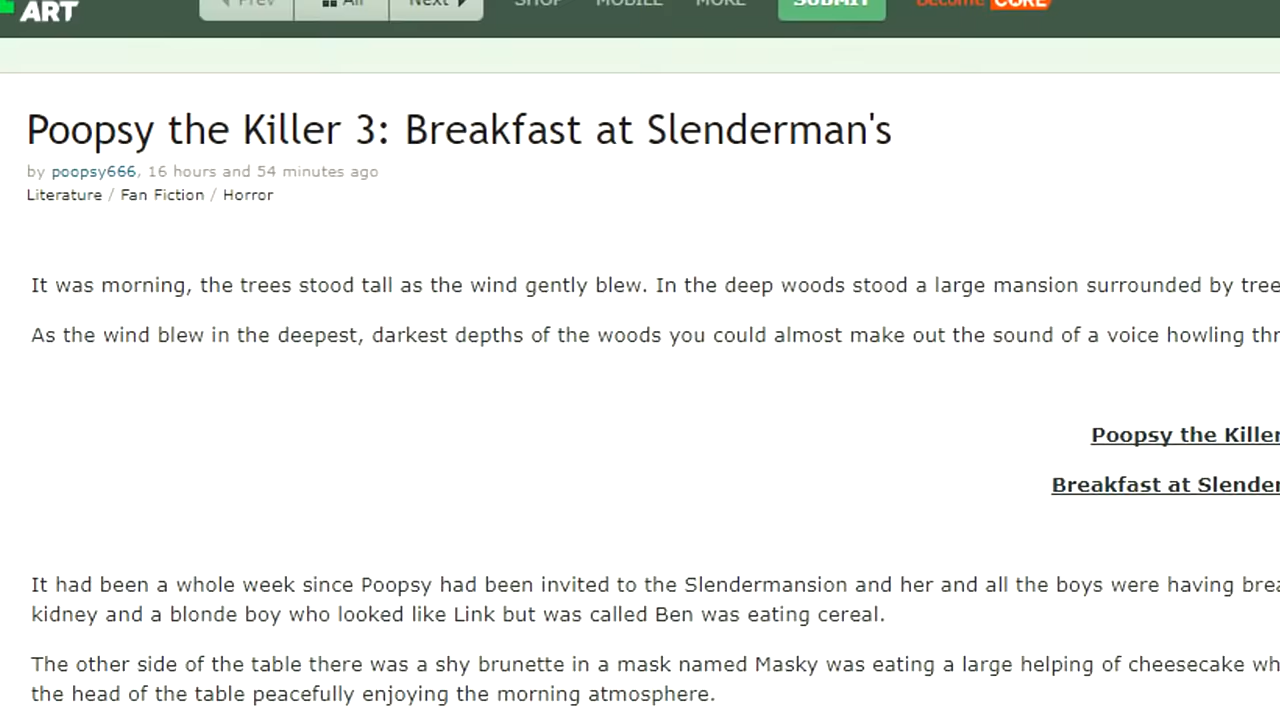 ART Prev All Next SHOP MOBILE MORE SUBMIT Become CORE
Poopsy the Killer 3: Breakfast at Slenderman's
by poopsy666, 16 hours and 54 minutes ago
Literature / Fan Fiction / Horror
It was morning, the trees stood tall as the wind gently blew. In the deep woods stood a large mansion surrounded by tree
As the wind blew in the deepest, darkest depths of the woods you could almost make out the sound of a voice howling thr
Poopsy the Killer
Breakfast at Slender
It had been a whole week since Poopsy had been invited to the Slendermansion and her and all the boys were having brea
kidney and a blonde boy who looked like Link but was called Ben was eating cereal.
The other side of the table there was a shy brunette in a mask named Masky was eating a large helping of cheesecake wh
the head of the table peacefully enjoying the morning atmosphere.